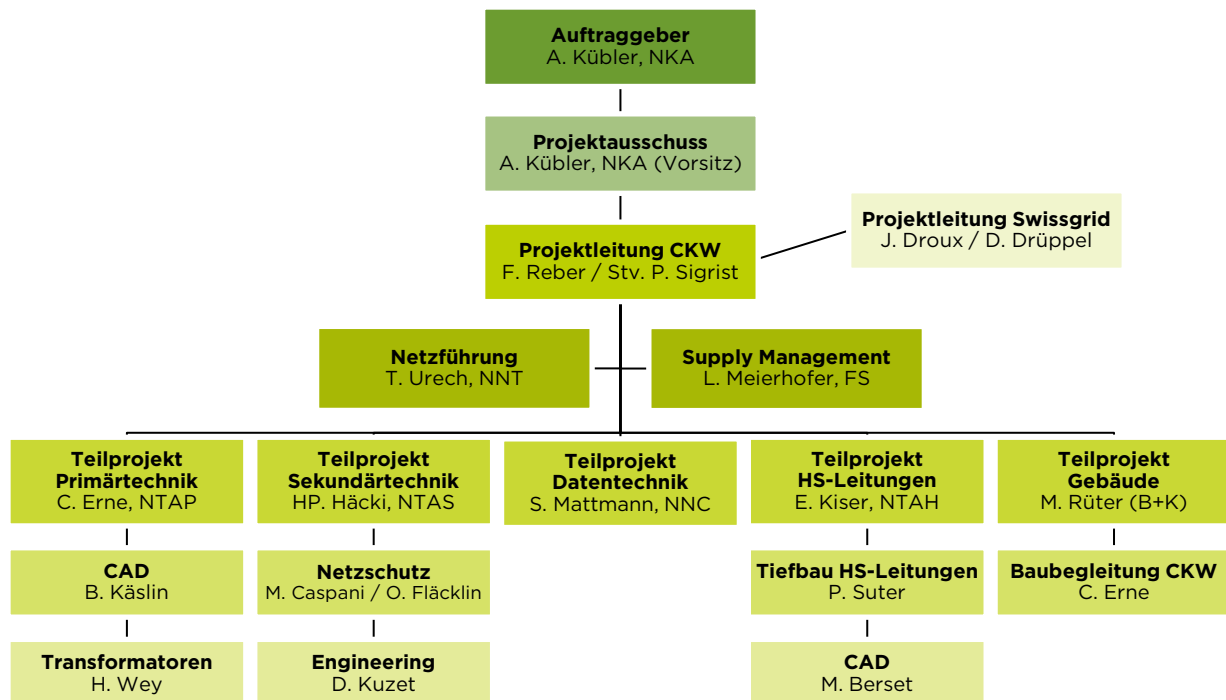 Auftraggeber
A. Kübler, NKA
Projektausschuss
A. Kübler, NKA (Vorsitz)
Projektleitung Swissgrid
J. Droux / D. Drüppel
Projektleitung CKW
F. Reber / Stv. P. Sigrist
Netzführung
T. Urech, NNT
Supply Management
L. Meierhofer, FS
Teilprojekt
Primärtechnik
C. Erne, NTAP
Teilprojekt
Sekundärtechnik
HP. Häcki, NTAS
Teilprojekt
Datentechnik
S. Mattmann, NNC
Teilprojekt
HS-Leitungen
E. Kiser, NTAH
Teilprojekt
Gebäude
M. Rüter (B+K)
CAD
B. Käslin
Netzschutz
M. Caspani / O. Fläcklin
Tiefbau HS-Leitungen
P. Suter
Baubegleitung CKW
C. Erne
Transformatoren
H. Wey
Engineering
D. Kuzet
CAD
M. Berset